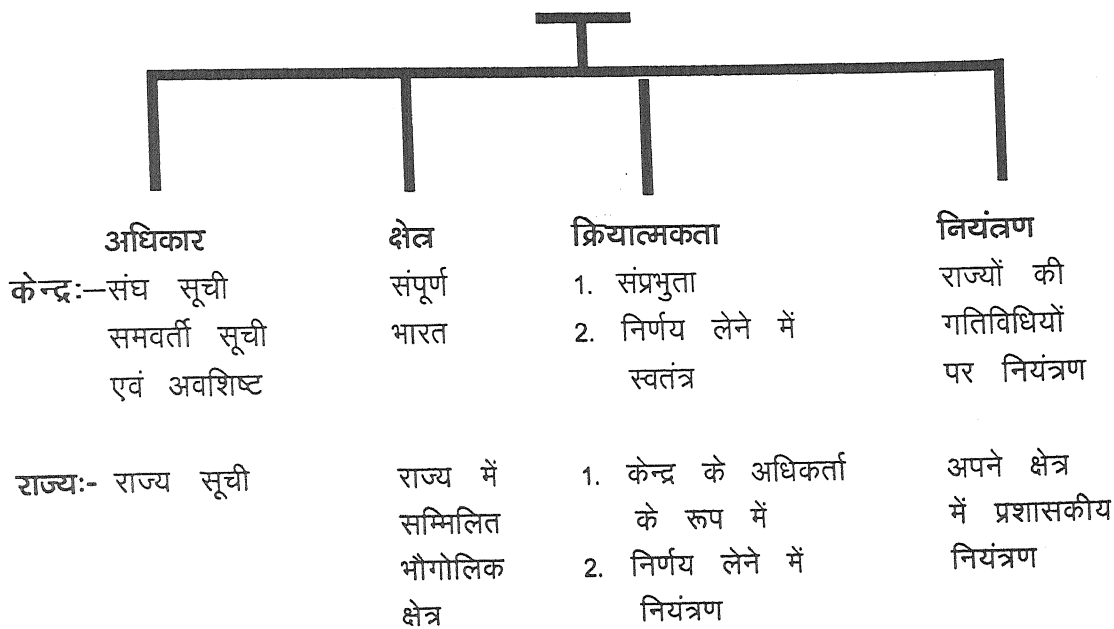 अधिकार क्षेत्र क्रियात्मकता नियंत्रण
केन्द्रः–संघ सूची संपूर्ण 1. संप्रभुता राज्यों की
समवर्ती सूची भारत 2. निर्णय लेने में गतिविधियों
एवं अवशिष्ट स्वतंत्र पर नियंत्रण
राज्यः- राज्य सूची राज्य में 1. केन्द्र के अधिकर्ता अपने क्षेत्र
सम्मिलित के रूप में में प्रशासकीय
भौगोलिक 2. निर्णय लेने में नियंत्रण
क्षेत्र नियंत्रण